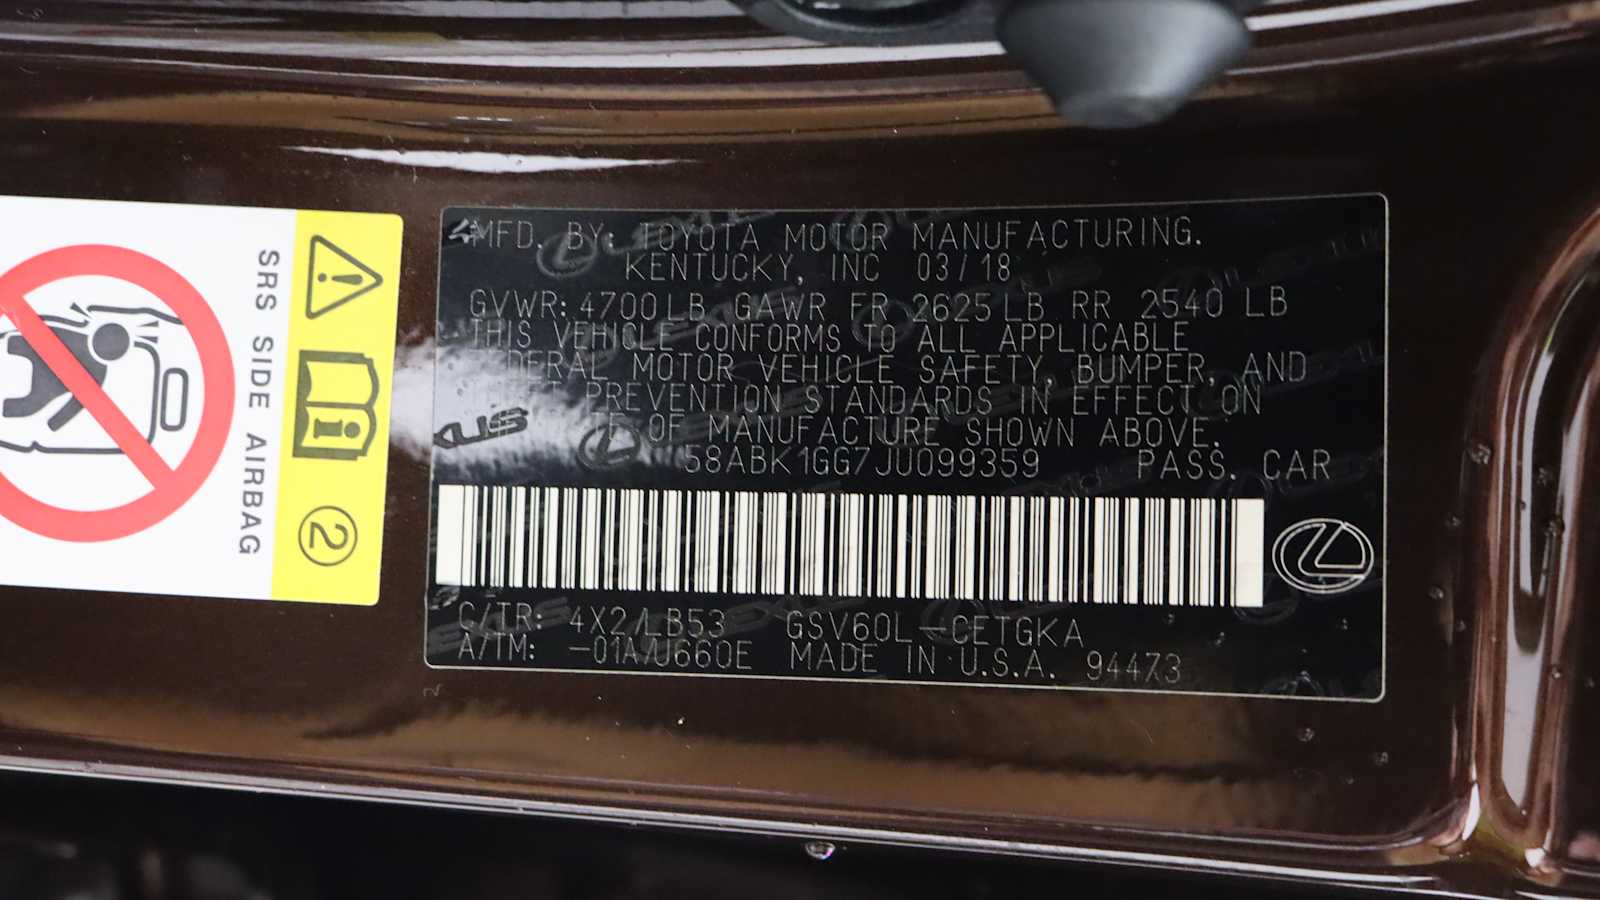 SRS SIDE AIRBAG
2
MFD. BY: TOYOTA MOTOR MANUFACTURING.
KENTUCKY, INC 03/18
GVWR: 4700 LB GAWR FR 2625 LB RR 2540 LB
THIS VEHICLE CONFORMS TO ALL APPLICABLE
MOTOR VEHICLE SAFETY, BUMPER, AND
PREVENTION STANDARDS IN EFFECT ON
OF MANUFACTURE SHOWN ABOVE.
58ABK1GG7JU099359 PASS. CAR
C/TR: 4X2/LB53 GSV60L-CETGKA
A/TM: -01A/U660E MADE IN U.S.A. 94473